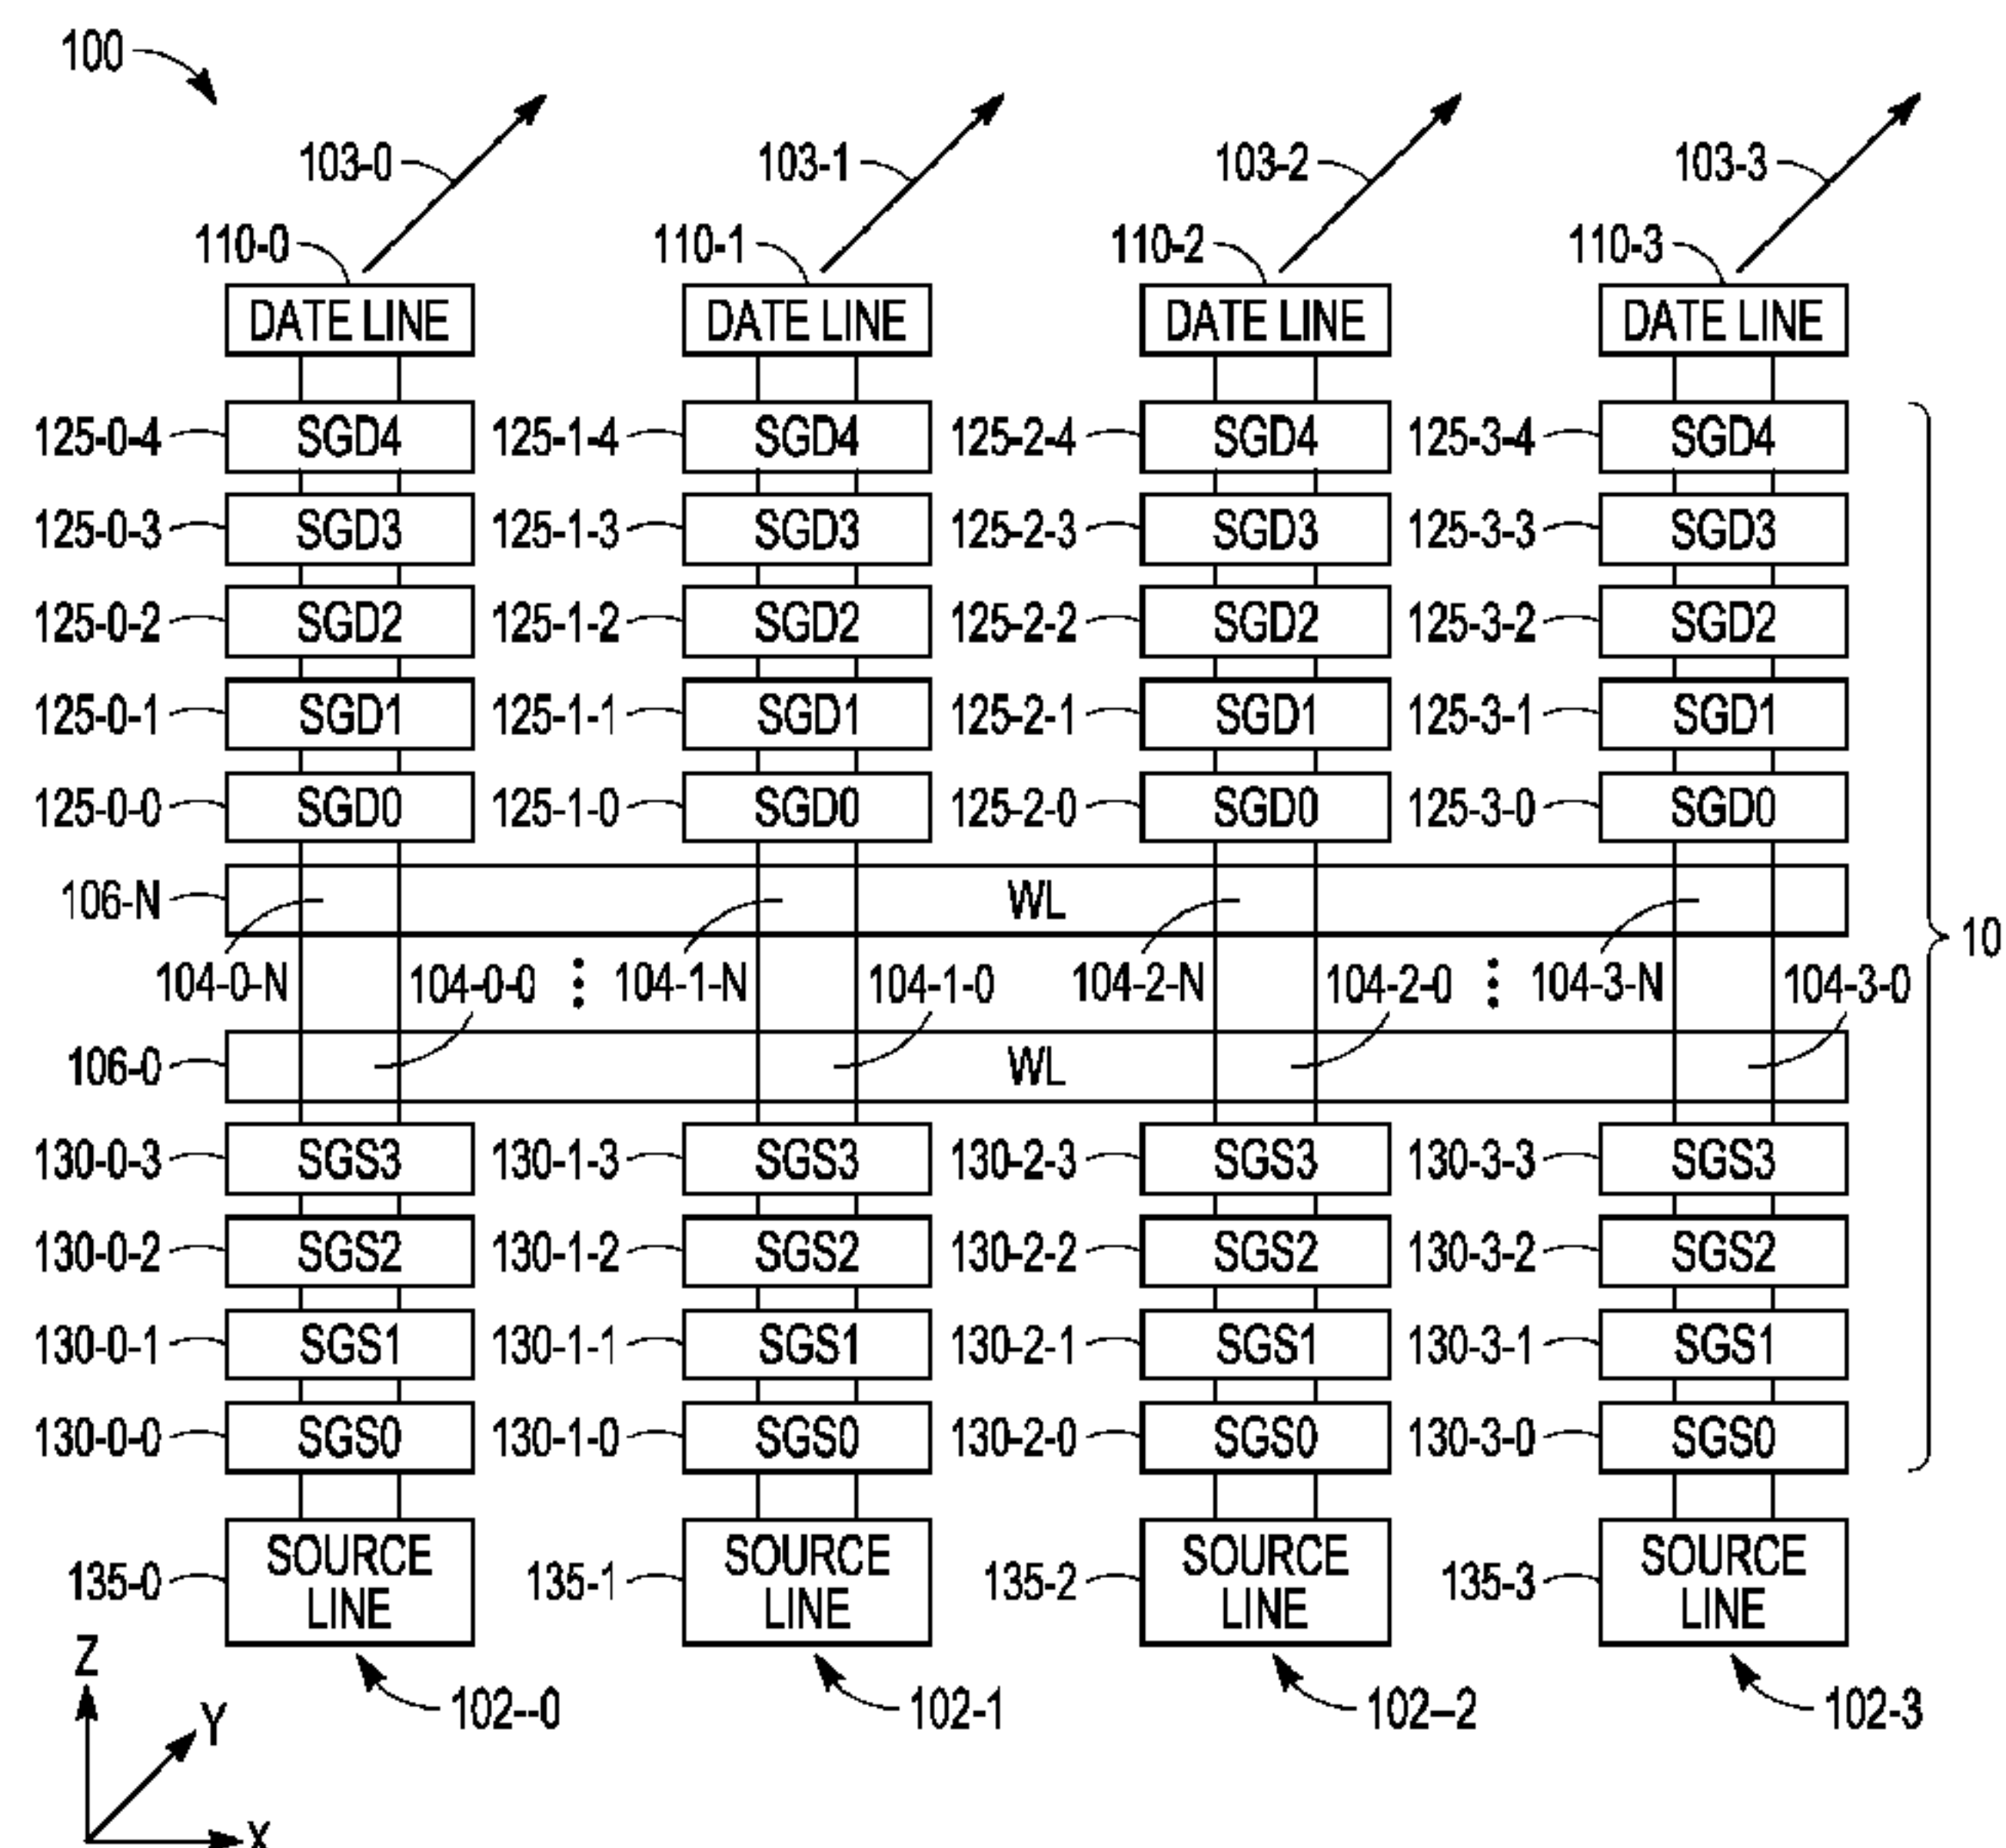 100
103-0 103-1 103-2 103-3
110-0 110-1 110-2 110-3
DATE LINE DATE LINE DATE LINE DATE LINE
125-0-4 SGD4 125-1-4 SGD4 125-2-4 SGD4 125-3-4 SGD4
125-0-3 SGD3 125-1-3 SGD3 125-2-3 SGD3 125-3-3 SGD3
125-0-2 SGD2 125-1-2 SGD2 125-2-2 SGD2 125-3-2 SGD2
125-0-1 SGD1 125-1-1 SGD1 125-2-1 SGD1 125-3-1 SGD1
125-0-0 SGD0 125-1-0 SGD0 125-2-0 SGD0 125-3-0 SGD0
106-N WL
10
104-0-N 104-0-0 104-1-N 104-1-0 104-2-N 104-2-0 104-3-N 104-3-0
106-0 WL
130-0-3 SGS3 130-1-3 SGS3 130-2-3 SGS3 130-3-3 SGS3
130-0-2 SGS2 130-1-2 SGS2 130-2-2 SGS2 130-3-2 SGS2
130-0-1 SGS1 130-1-1 SGS1 130-2-1 SGS1 130-3-1 SGS1
130-0-0 SGS0 130-1-0 SGS0 130-2-0 SGS0 130-3-0 SGS0
135-0 SOURCE LINE 135-1 SOURCE LINE 135-2 SOURCE LINE 135-3 SOURCE LINE
102--0 102-1 102--2 102-3
Z
Y
X